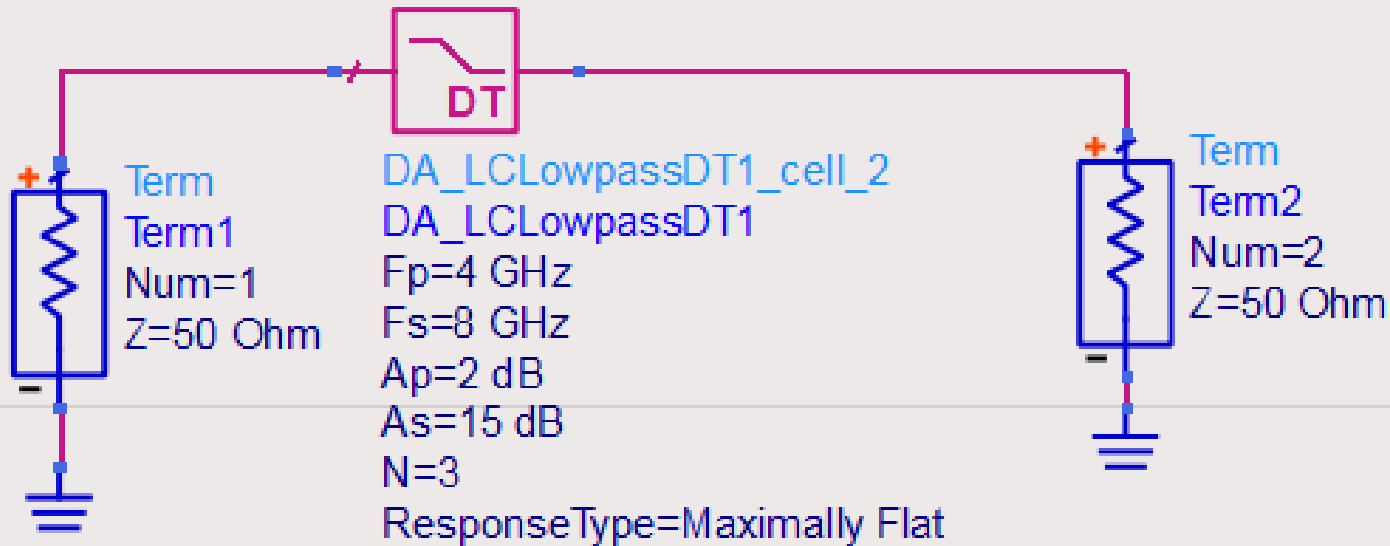 DT
+
Term
Term1
Num=1
Z=50 Ohm
-
DA_LCLowpassDT1_cell_2
DA_LCLowpassDT1
Fp=4 GHz
Fs=8 GHz
Ap=2 dB
As=15 dB
N=3
ResponseType=Maximally Flat
+
Term
Term2
Num=2
Z=50 Ohm
-